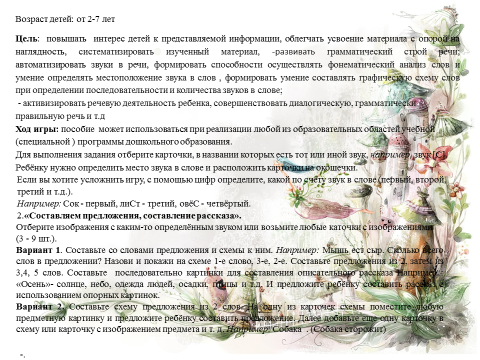 Возраст детей: от 2-7 лет
Цель: повышать интерес детей к представляемой информации, облегчать усвоение материала с опорой на
наглядность, систематизировать изученный материал, -развивать грамматический строй речи;
автоматизировать звуки в речи, формировать способности осуществлять фонематический анализ слов и
умение определять местоположение звука в слов , формировать умение составлять графическую схему слов
при определении последовательности и количества звуков в слове;
- активизировать речевую деятельность ребенка, совершенствовать диалогическую, грамматически
правильную речь и т.д
Ход игры: пособие может использоваться при реализации любой из образовательных областей учебной
(специальной ) программы дошкольного образования.
Для выполнения задания отберите карточки, в названии которых есть тот или иной звук, например, звук [С].
Ребёнку нужно определить место звука в слове и расположить карточки на окошечки.
Если вы хотите усложнить игру, с помощью цифр определите, какой по счёту звук в слове (первый, второй,
третий и т.д.).
Например: Сок - первый, лиСт - третий, овёС - четвёртый.
2.«Составляем предложения, составление рассказа».
Отберите изображения с каким-то определённым звуком или возьмите любые каточки с изображениями
(3 - 9 шт.).
Вариант 1. Составьте со словами предложения и схемы к ним. Например: Мышь ест сыр. Сколько всего
слов в предложении? Назови и покажи на схеме 1-е слово, 3-е, 2-е. Составьте предложения из 2, затем из
3,4, 5 слов. Составьте последовательно картинки для составления описательного рассказа Например:
«Осень»- солнце, небо, одежда людей, осадки, птицы и т.д. И предложите ребёнку составить рассказ с
использованием опорных картинок.
Вариант 2. Составьте схему предложения из 2 слов. На одну из карточек схемы поместите любую
предметную картинку и предложите ребёнку составить предложение. Далее добавьте еще одну карточку в
схему или карточку с изображением предмета и т. д. Например: Собака . (Собака сторожит)